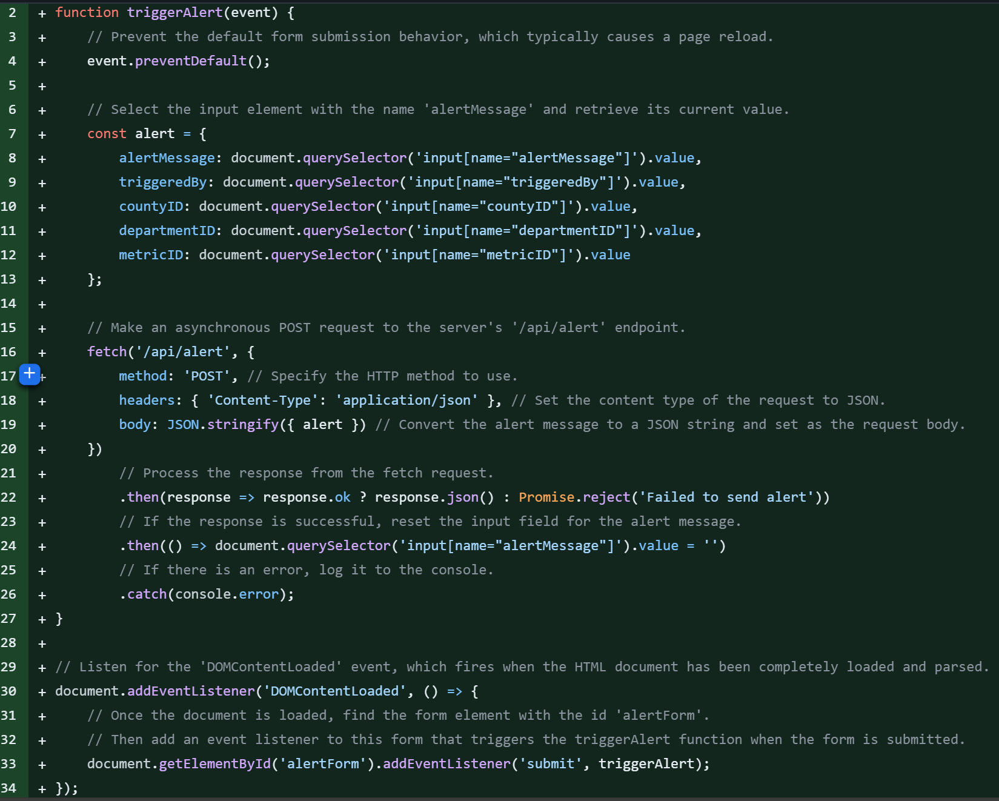 2 + function triggerAlert(event) {
3 +     // Prevent the default form submission behavior, which typically causes a page reload.
4 +     event.preventDefault();
5 +
6 +     // Select the input element with the name 'alertMessage' and retrieve its current value.
7 +     const alert = {
8 +         alertMessage: document.querySelector('input[name="alertMessage"]').value,
9 +         triggeredBy: document.querySelector('input[name="triggeredBy"]').value,
10 +         countyID: document.querySelector('input[name="countyID"]').value,
11 +         departmentID: document.querySelector('input[name="departmentID"]').value,
12 +         metricID: document.querySelector('input[name="metricID"]').value
13 +     };
14 +
15 +     // Make an asynchronous POST request to the server's '/api/alert' endpoint.
16 +     fetch('/api/alert', {
17 +         method: 'POST', // Specify the HTTP method to use.
18 +         headers: { 'Content-Type': 'application/json' }, // Set the content type of the request to JSON.
19 +         body: JSON.stringify({ alert }) // Convert the alert message to a JSON string and set as the request body.
20 +     })
21 +         // Process the response from the fetch request.
22 +         .then(response => response.ok ? response.json() : Promise.reject('Failed to send alert'))
23 +         // If the response is successful, reset the input field for the alert message.
24 +         .then(() => document.querySelector('input[name="alertMessage"]').value = '')
25 +         // If there is an error, log it to the console.
26 +         .catch(console.error);
27 + }
28 +
29 + // Listen for the 'DOMContentLoaded' event, which fires when the HTML document has been completely loaded and parsed.
30 + document.addEventListener('DOMContentLoaded', () => {
31 +     // Once the document is loaded, find the form element with the id 'alertForm'.
32 +     // Then add an event listener to this form that triggers the triggerAlert function when the form is submitted.
33 +     document.getElementById('alertForm').addEventListener('submit', triggerAlert);
34 + });